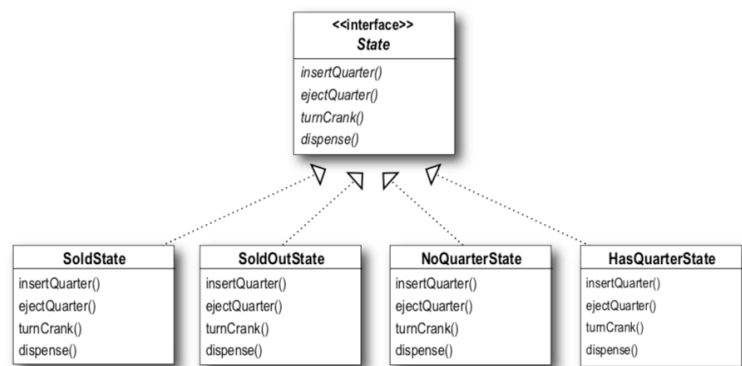 <<interface>>
State
insertQuarter()
ejectQuarter()
turnCrank()
dispense()
SoldState
insertQuarter()
ejectQuarter()
turnCrank()
dispense()
SoldOutState
insertQuarter()
ejectQuarter()
turnCrank()
dispense()
NoQuarterState
insertQuarter()
ejectQuarter()
turnCrank()
dispense()
HasQuarterState
insertQuarter()
ejectQuarter()
turnCrank()
dispense()